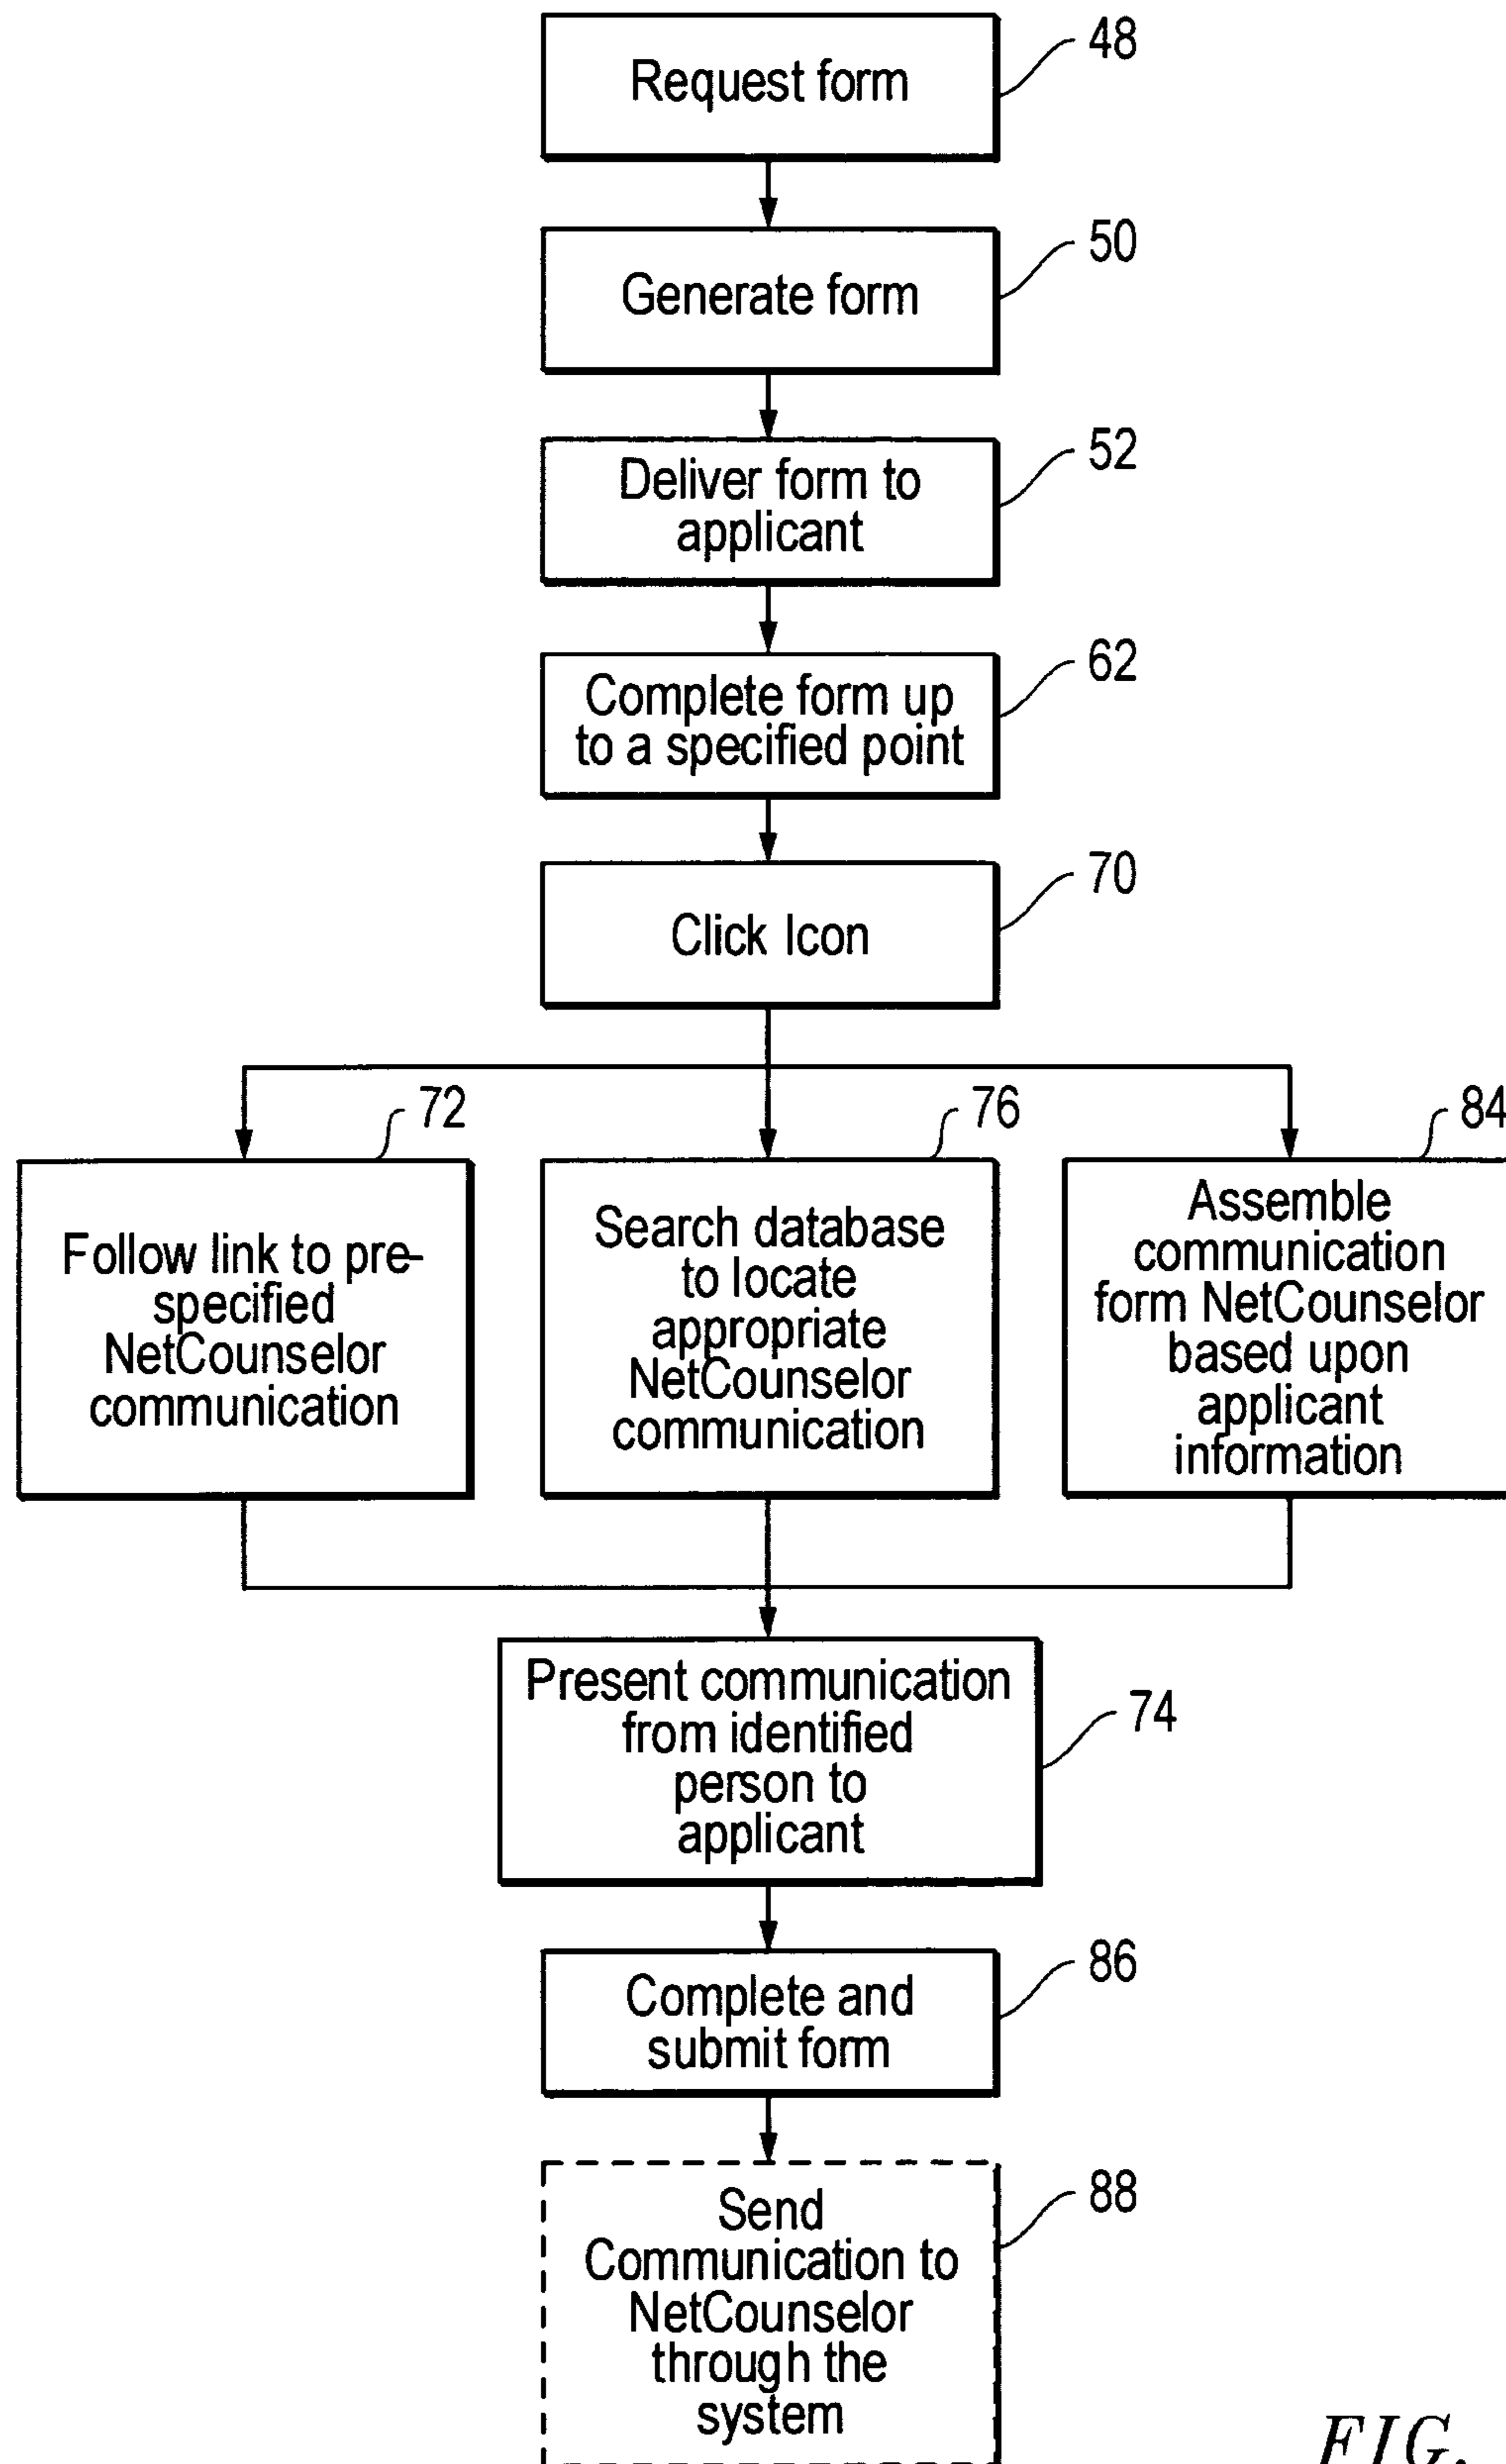 48
Request form
50
Generate form
52
Deliver form to
applicant
62
Complete form up
to a specified point
70
Click Icon
72
Follow link to pre-
specified
NetCounselor
communication
76
Search database
to locate
appropriate
NetCounselor
communication
84
Assemble
communication
form NetCounselor
based upon
applicant
information
Present communication
from identified
person to
applicant
74
86
Complete and
submit form
88
Send
Communication to
NetCounselor
through the
system
FIG.